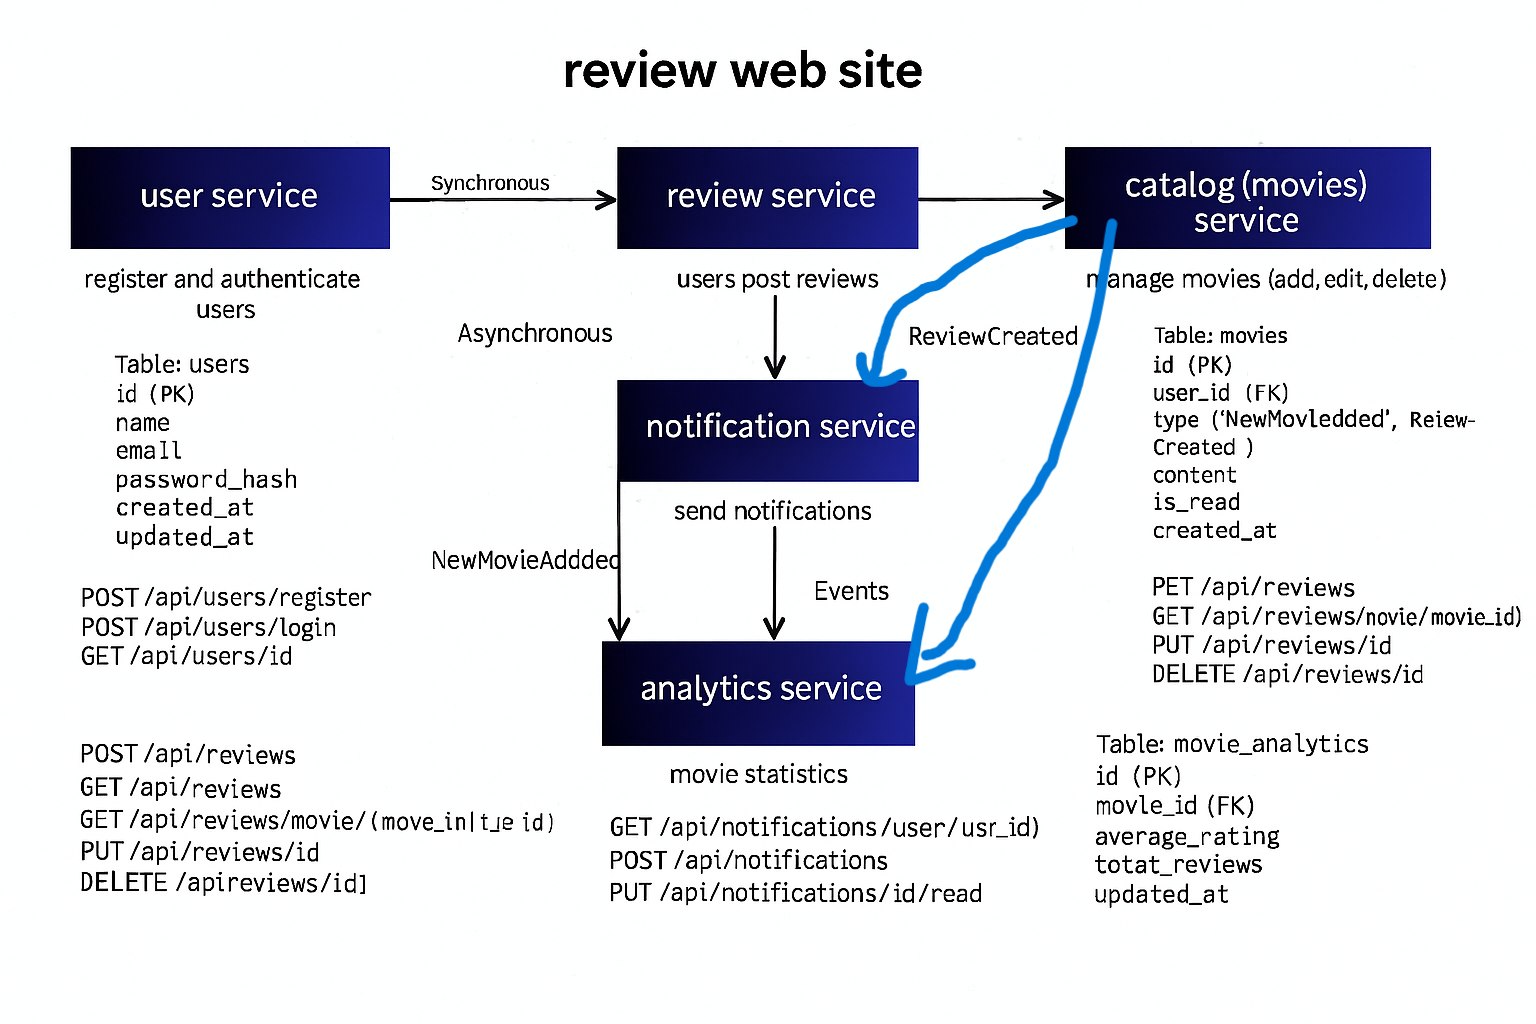 review web site
user service
Synchronous
review service
catalog (movies)
service
register and authenticate
users
users post reviews
manage movies (add, edit, delete)
Asynchronous
ReviewCreated
Table: users
id (PK)
name
emall
password_hash
created_at
updated_at
Table: movies
id (PK)
user_id (FK)
type (‘NewMovledded', Reiew-
Created )
content
is_read
created_at
notification service
send notifications
NewMovieAddded
Events
POST /api/users/register
POST /api/users/login
GET /api/users/id
PET /api/reviews
GET /api/reviews/novie/movie_id)
PUT /api/reviews/id
DELETE /api/reviews/id
analytics service
movie statistics
POST /api/reviews
GET /api/reviews
GET /api/reviews/movie/ id)
PUT /api/reviews/id
DELETE /apireviews/id]
GET /api/notifications/user/usr_id)
POST /api/notifications
PUT /api/notifications/id/read
Table: movie_analytics
id (PK)
movle_id (FK)
average_rating
totat_reviews
updated_at